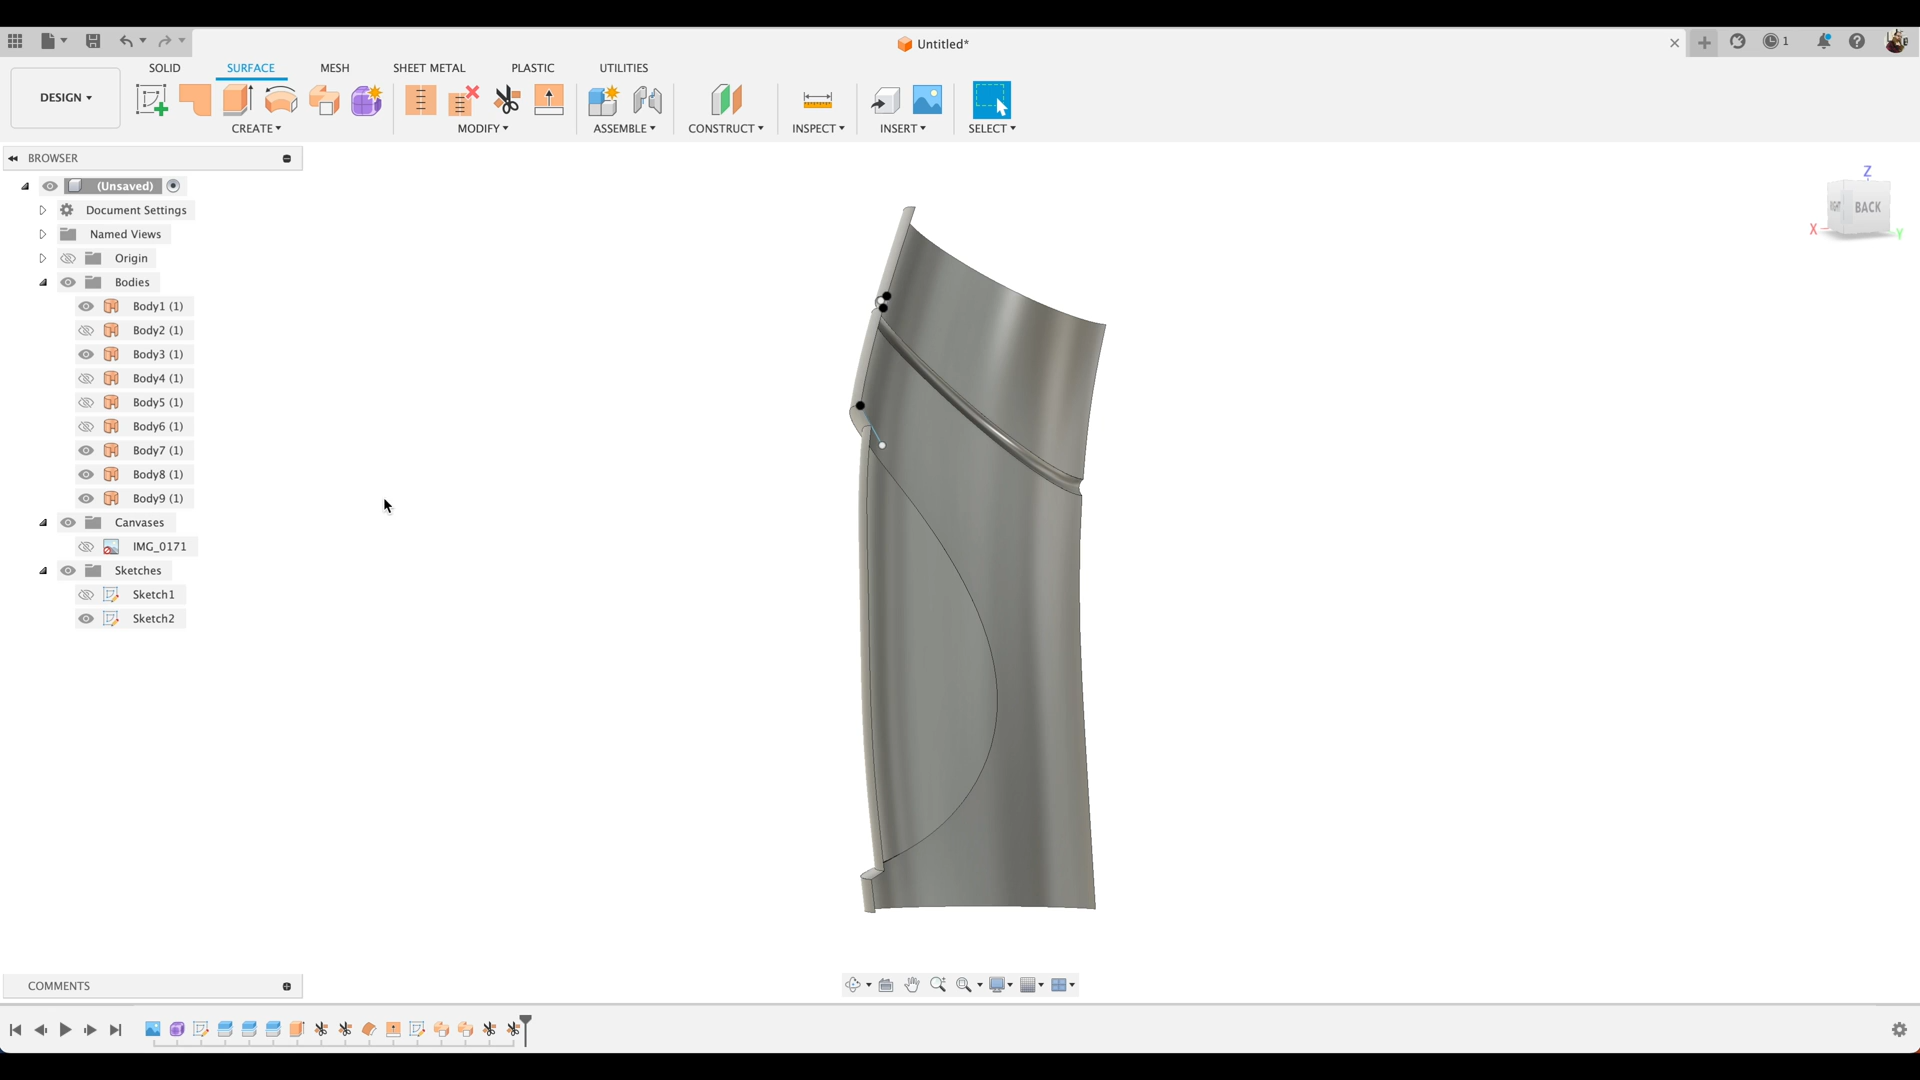 Untitled*
1
DESIGN
SOLID
SURFACE
MESH
SHEET METAL
PLASTIC
UTILITIES
CREATE
MODIFY
ASSEMBLE
CONSTRUCT
INSPECT
INSERT
SELECT
BROWSER
(Unsaved)
Document Settings
Named Views
Origin
Bodies
Body1 (1)
Body2 (1)
Body3 (1)
Body4 (1)
Body5 (1)
Body6 (1)
Body7 (1)
Body8 (1)
Body9 (1)
Canvases
IMG_0171
Sketches
Sketch1
Sketch2
Z
RIGHT
BACK
X
Y
COMMENTS